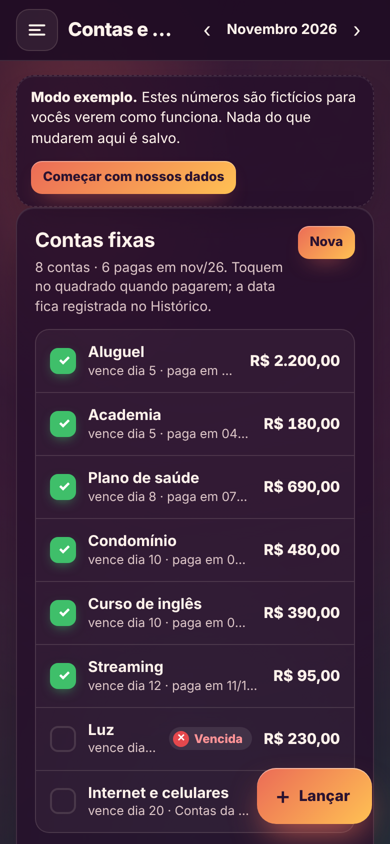 Contas e ...
Novembro 2026
Modo exemplo. Estes números são fictícios para
vocês verem como funciona. Nada do que
mudarem aqui é salvo.
Começar com nossos dados
Contas fixas
Nova
8 contas · 6 pagas em nov/26. Toquem
no quadrado quando pagarem; a data
fica registrada no Histórico.
Aluguel
vence dia 5 · paga em ...
R$ 2.200,00
Academia
vence dia 5 · paga em 04...
R$ 180,00
Plano de saúde
vence dia 8 · paga em 07...
R$ 690,00
Condomínio
vence dia 10 · paga em 0...
R$ 480,00
Curso de inglês
vence dia 10 · paga em 0...
R$ 390,00
Streaming
vence dia 12 · paga em 11/1...
R$ 95,00
Luz
vence dia...
Vencida
R$ 230,00
Internet e celulares
vence dia 20 · Contas da ...
+ Lançar